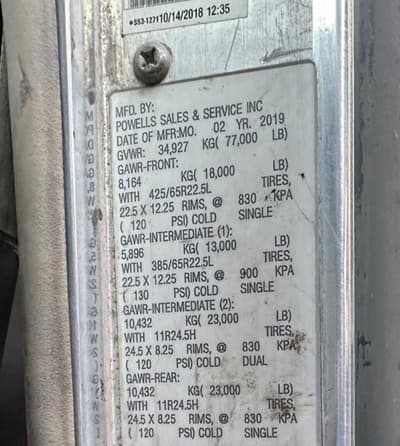 *SS3-127*10/14/2018 12:35
MFD. BY:
POWELLS SALES & SERVICE INC
DATE OF MFR:MO. 02 YR. 2019
GVWR: 34,927 KG( 77,000 LB)
GAWR-FRONT:
8,164 KG( 18,000 LB)
WITH 425/65R22.5L TIRES,
22.5 X 12.25 RIMS, @ 830 KPA
( 120 PSI) COLD SINGLE
GAWR-INTERMEDIATE (1):
5,896 KG( 13,000 LB)
WITH 385/65R22.5L TIRES,
22.5 X 12.25 RIMS, @ 900 KPA
( 130 PSI) COLD SINGLE
GAWR-INTERMEDIATE (2):
10,432 KG( 23,000 LB)
WITH 11R24.5H TIRES,
24.5 X 8.25 RIMS, @ 830 KPA
( 120 PSI) COLD DUAL
GAWR-REAR:
10,432 KG( 23,000 LB)
WITH 11R24.5H TIRES,
24.5 X 8.25 RIMS, @ 830 KPA
( 120 PSI) COLD SINGLE